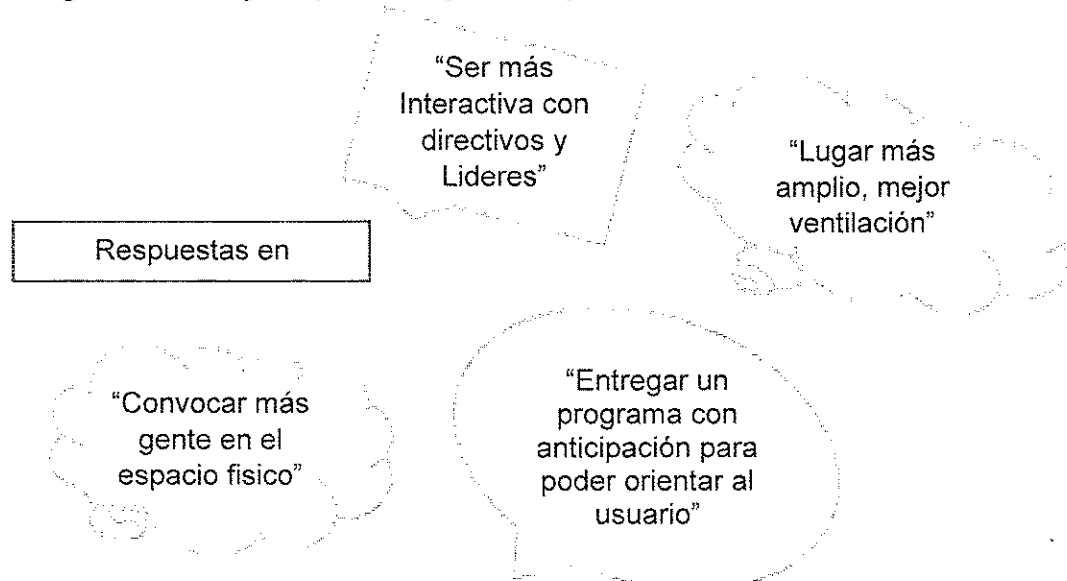 “Ser más
Interactiva con
directivos y
Lideres”
“Lugar más
amplio, mejor
ventilación”
Respuestas en
“Convocar más
gente en el
espacio fisico”
“Entregar un
programa con
anticipación para
poder orientar al
usuario”